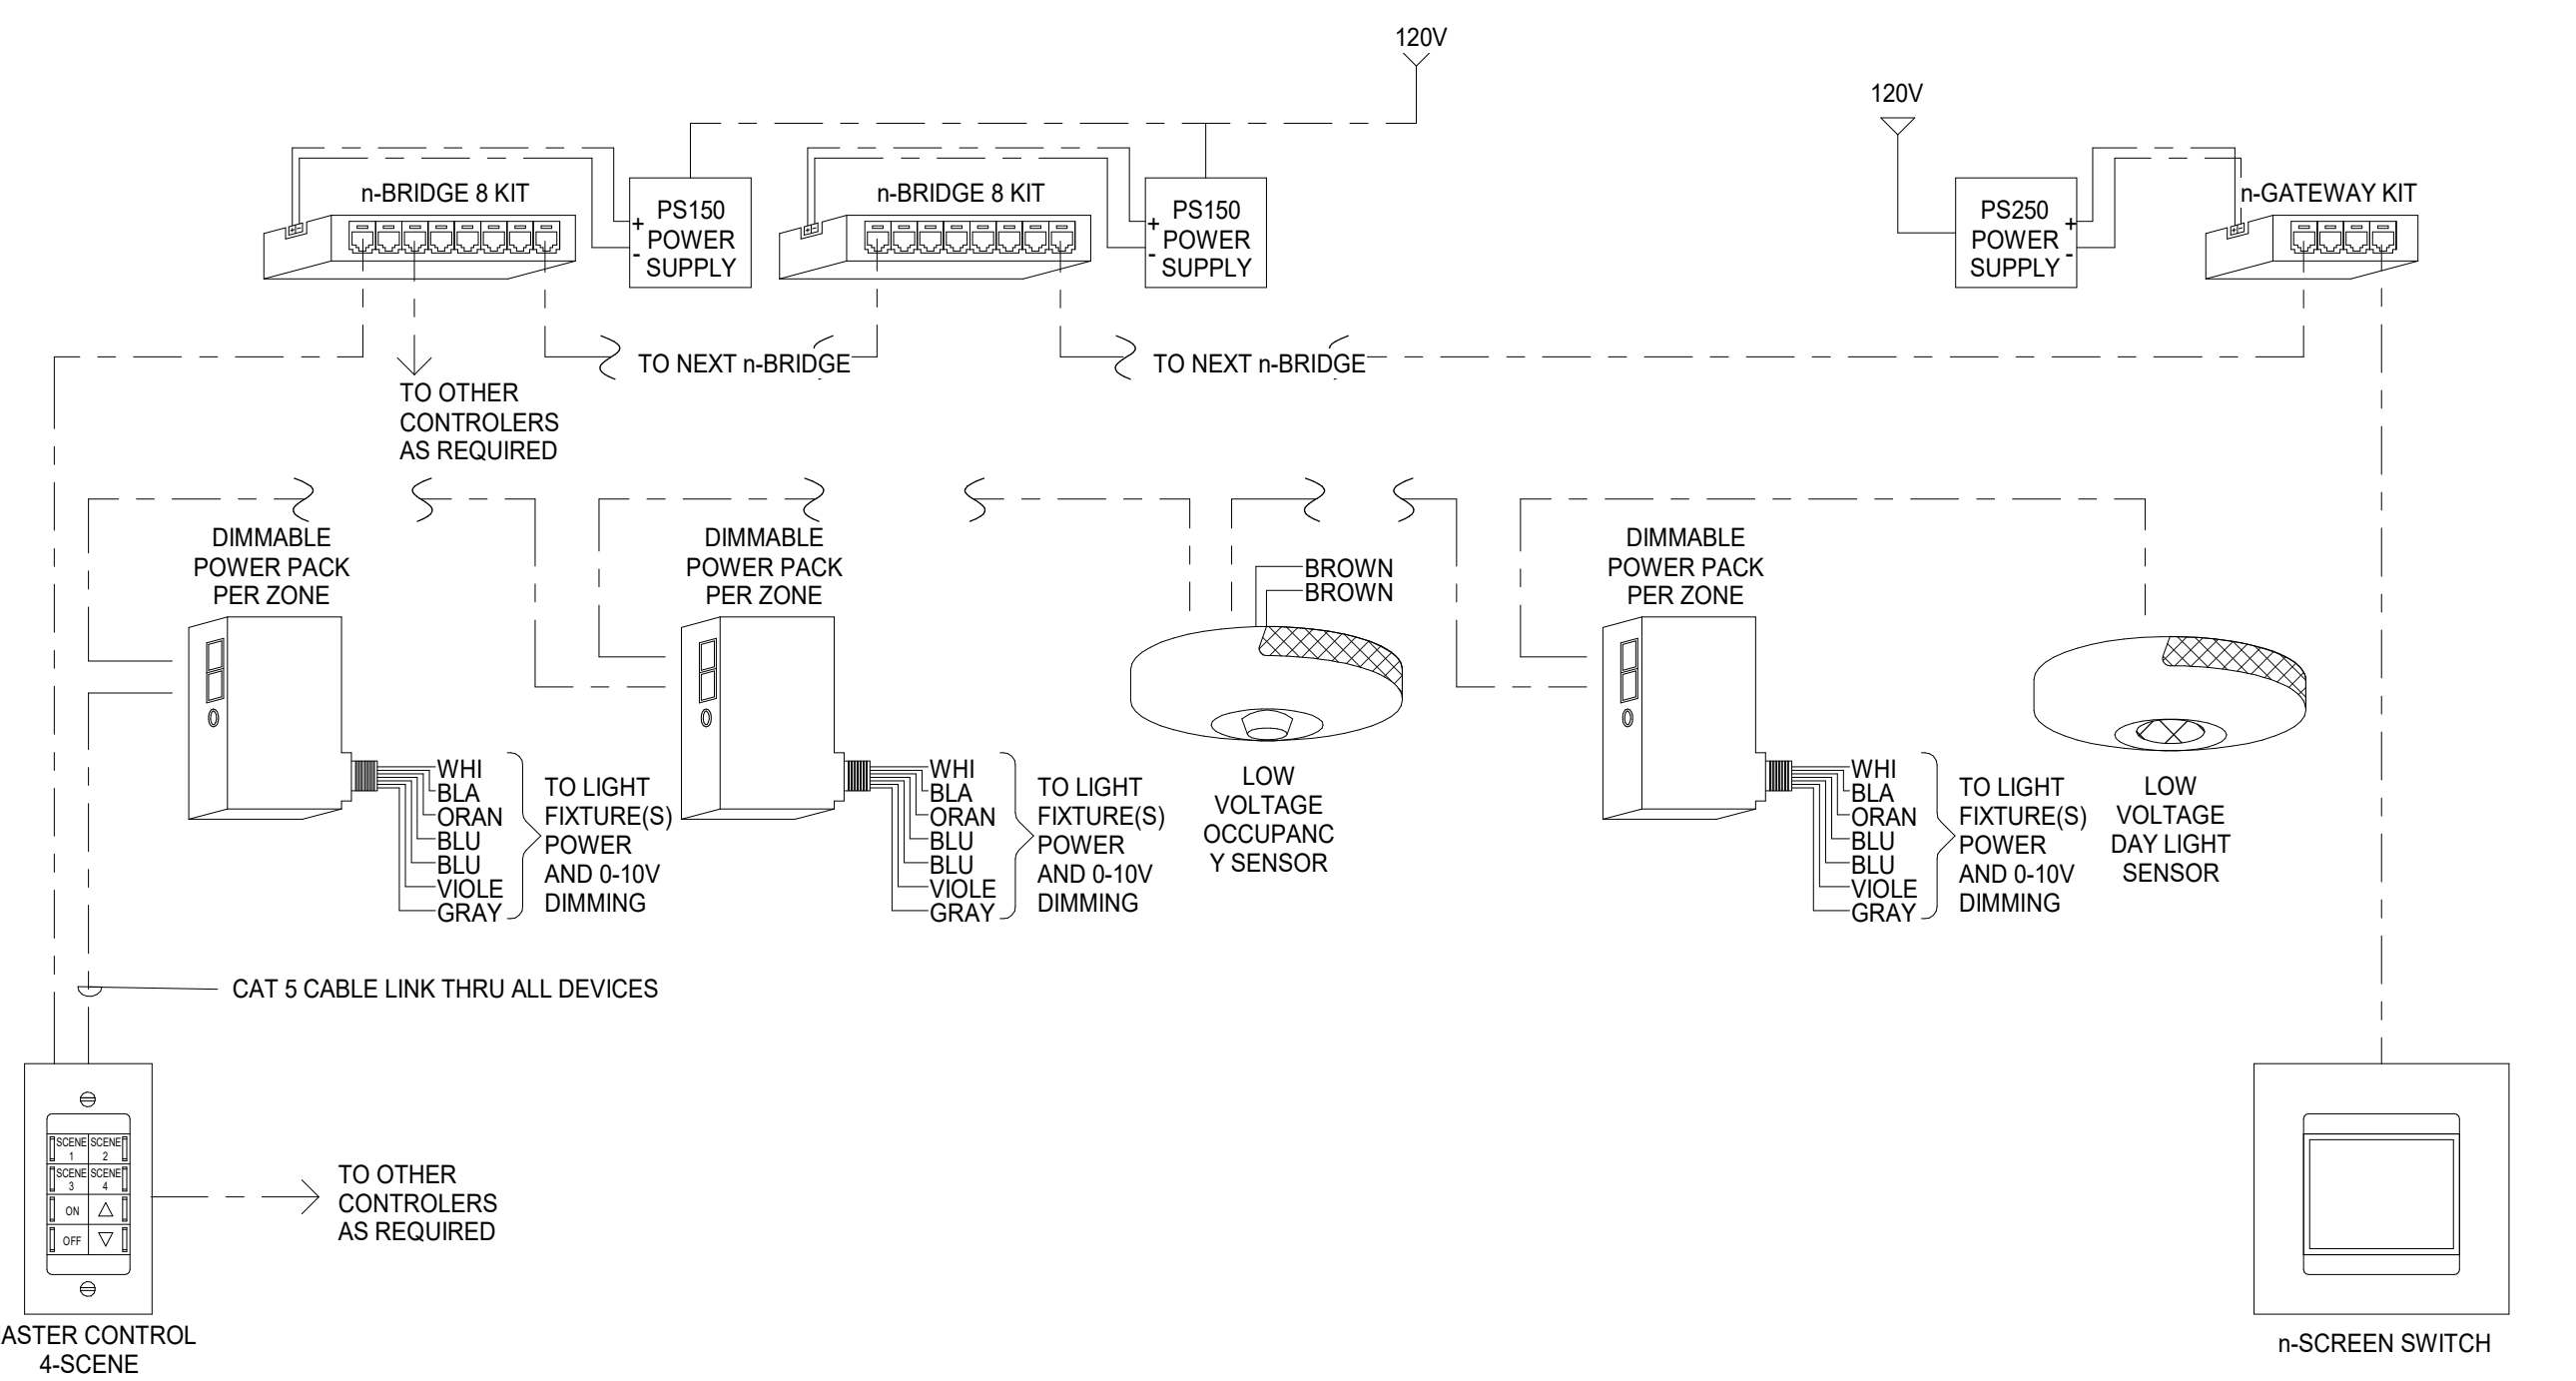 120V
120V
n-BRIDGE 8 KIT
PS150
POWER
SUPPLY
+
-
n-BRIDGE 8 KIT
PS150
POWER
SUPPLY
+
-
PS250
POWER
SUPPLY
+
-
n-GATEWAY KIT
TO NEXT n-BRIDGE
TO NEXT n-BRIDGE
TO OTHER
CONTROLERS
AS REQUIRED
DIMMABLE
POWER PACK
PER ZONE
DIMMABLE
POWER PACK
PER ZONE
BROWN
BROWN
DIMMABLE
POWER PACK
PER ZONE
WHI
BLA
ORAN
BLU
BLU
VIOLE
GRAY
TO LIGHT
FIXTURE(S)
POWER
AND 0-10V
DIMMING
WHI
BLA
ORAN
BLU
BLU
VIOLE
GRAY
TO LIGHT
FIXTURE(S)
POWER
AND 0-10V
DIMMING
LOW
VOLTAGE
OCCUPANC
Y SENSOR
WHI
BLA
ORAN
BLU
BLU
VIOLE
GRAY
TO LIGHT
FIXTURE(S)
POWER
AND 0-10V
DIMMING
LOW
VOLTAGE
DAY LIGHT
SENSOR
CAT 5 CABLE LINK THRU ALL DEVICES
SCENE
1
SCENE
2
SCENE
3
SCENE
4
ON
OFF
TO OTHER
CONTROLERS
AS REQUIRED
ASTER CONTROL
4-SCENE
n-SCREEN SWITCH